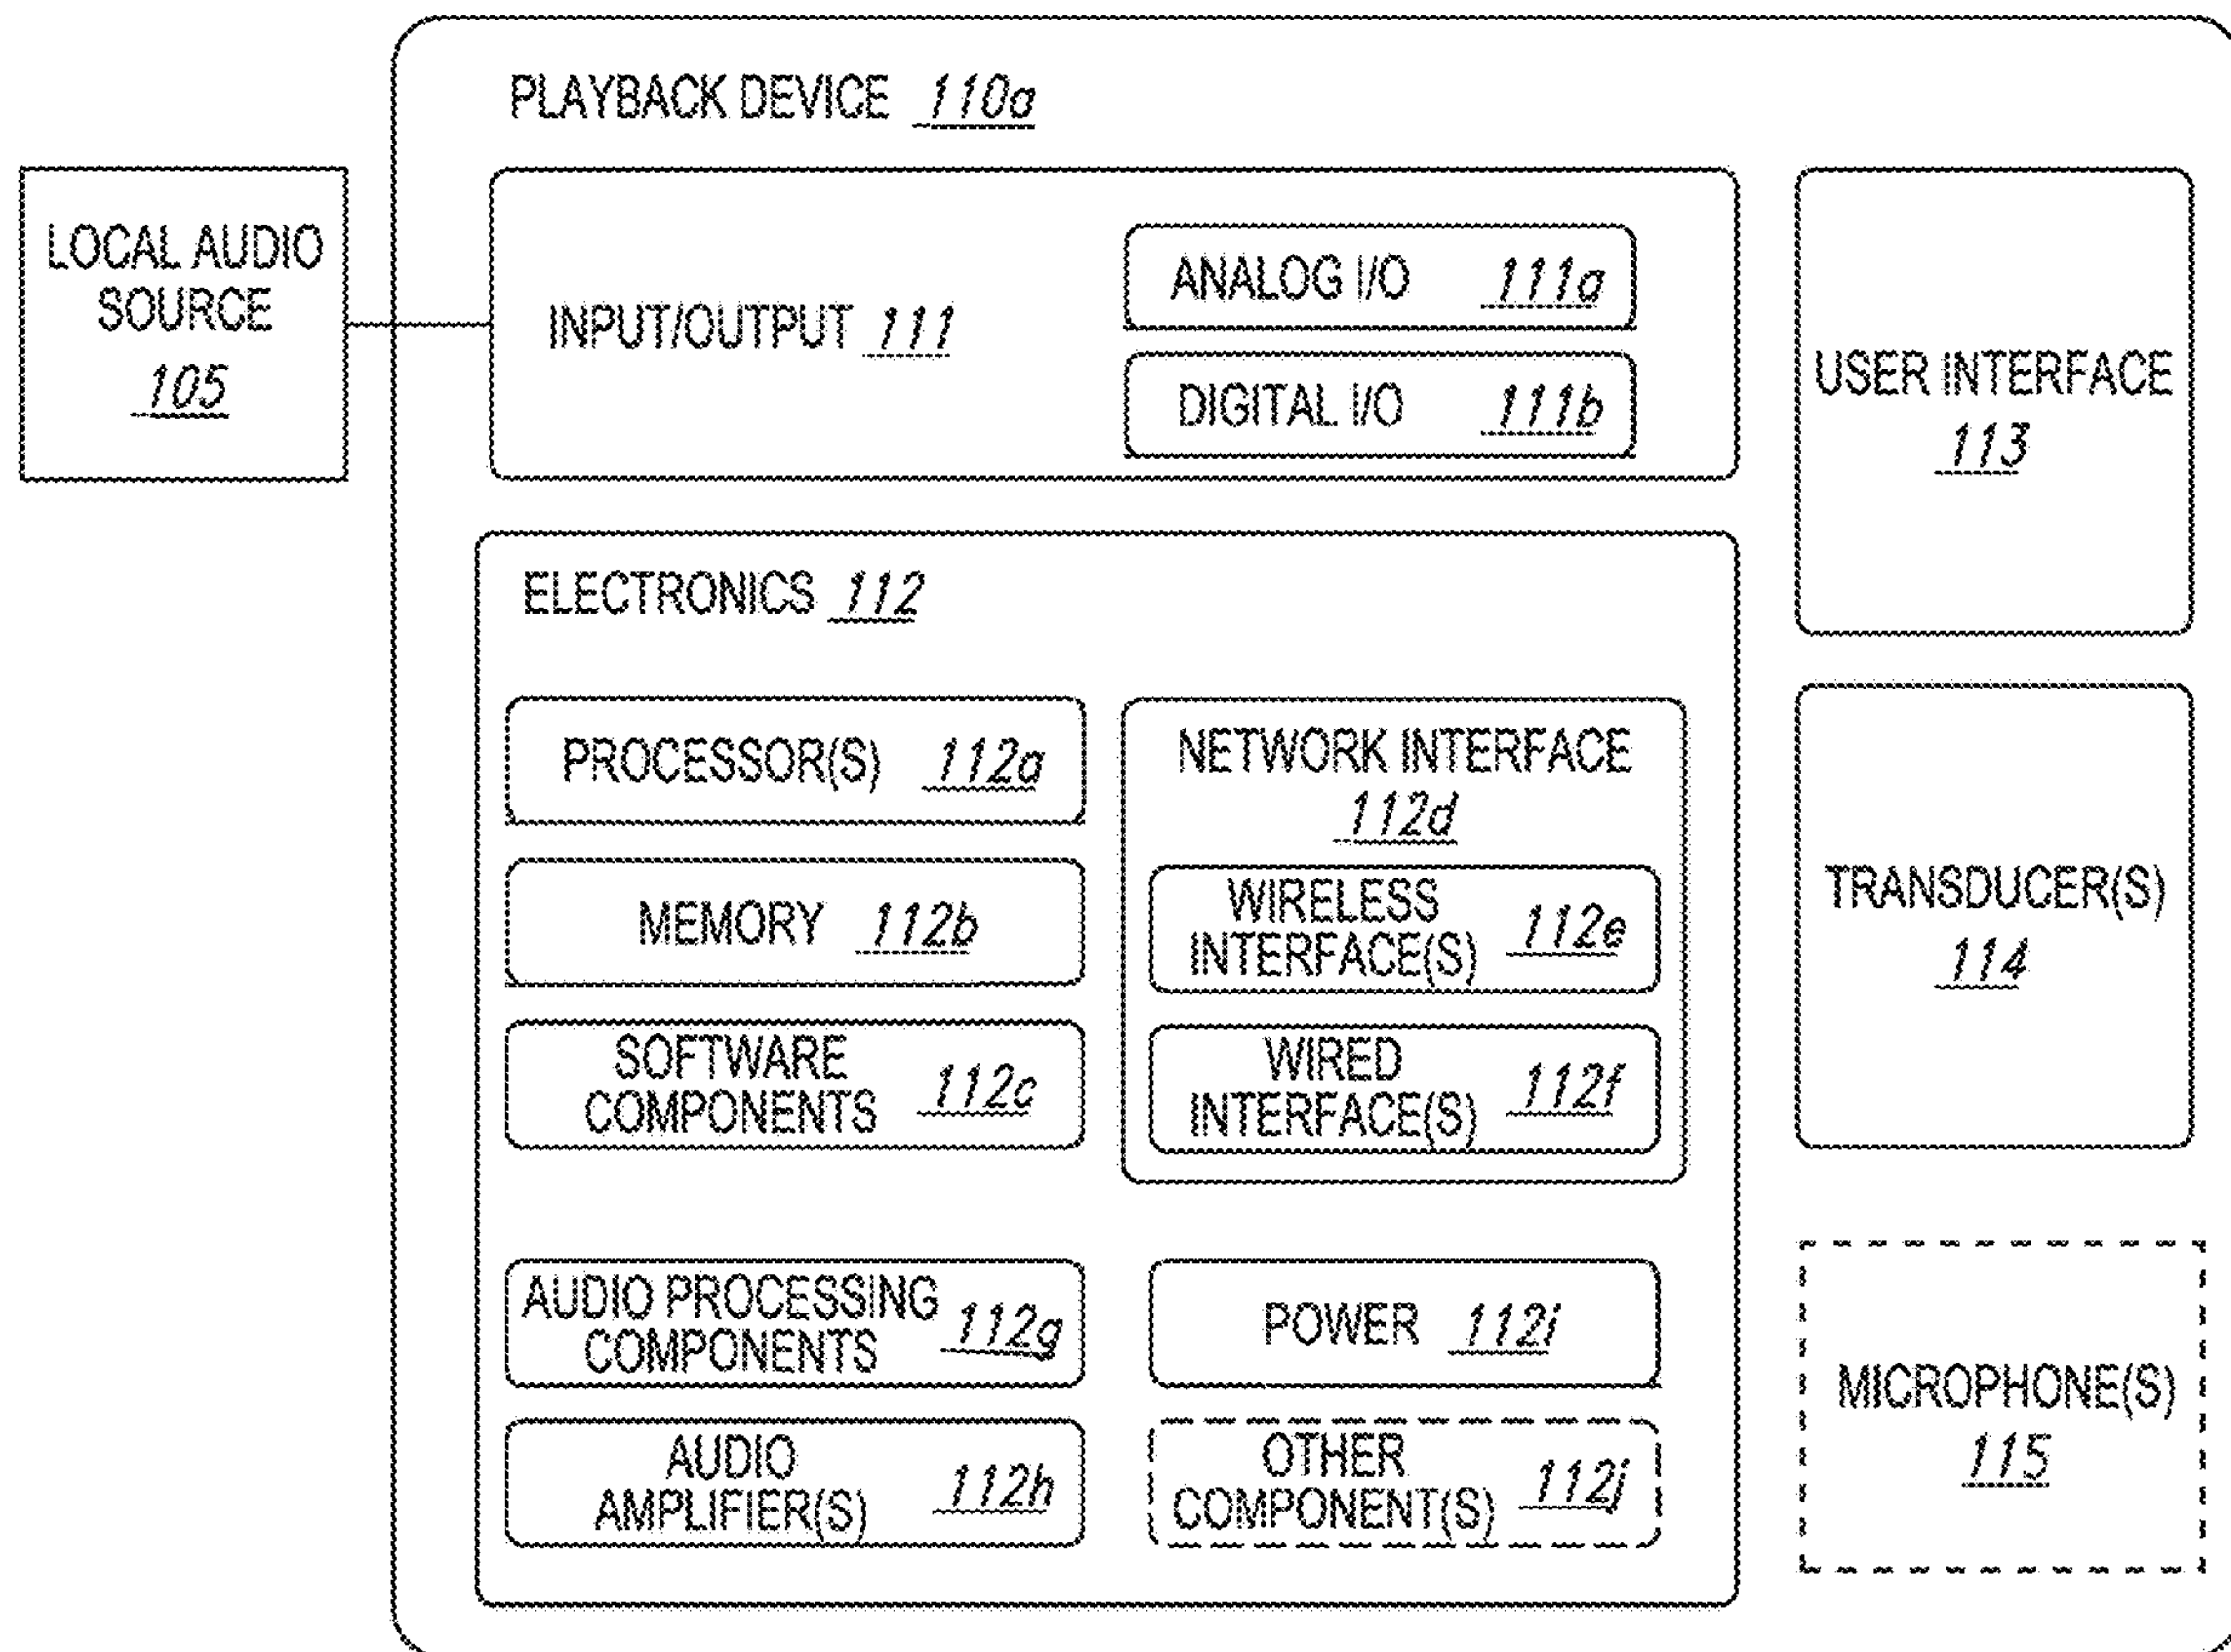 PLAYBACK DEVICE 110a
LOCAL AUDIO
SOURCE
105
INPUT/OUTPUT 111
ANALOG I/O 111a
DIGITAL I/O 111b
USER INTERFACE
113
ELECTRONICS 112
PROCESSOR(S) 112a
MEMORY 112b
SOFTWARE
COMPONENTS 112c
NETWORK INTERFACE
112d
WIRELESS
INTERFACE(S) 112e
WIRED
INTERFACE(S) 112f
TRANSDUCER(S)
114
AUDIO PROCESSING
COMPONENTS 112g
AUDIO
AMPLIFIER(S) 112h
POWER 112i
OTHER
COMPONENT(S) 112j
MICROPHONE(S)
115